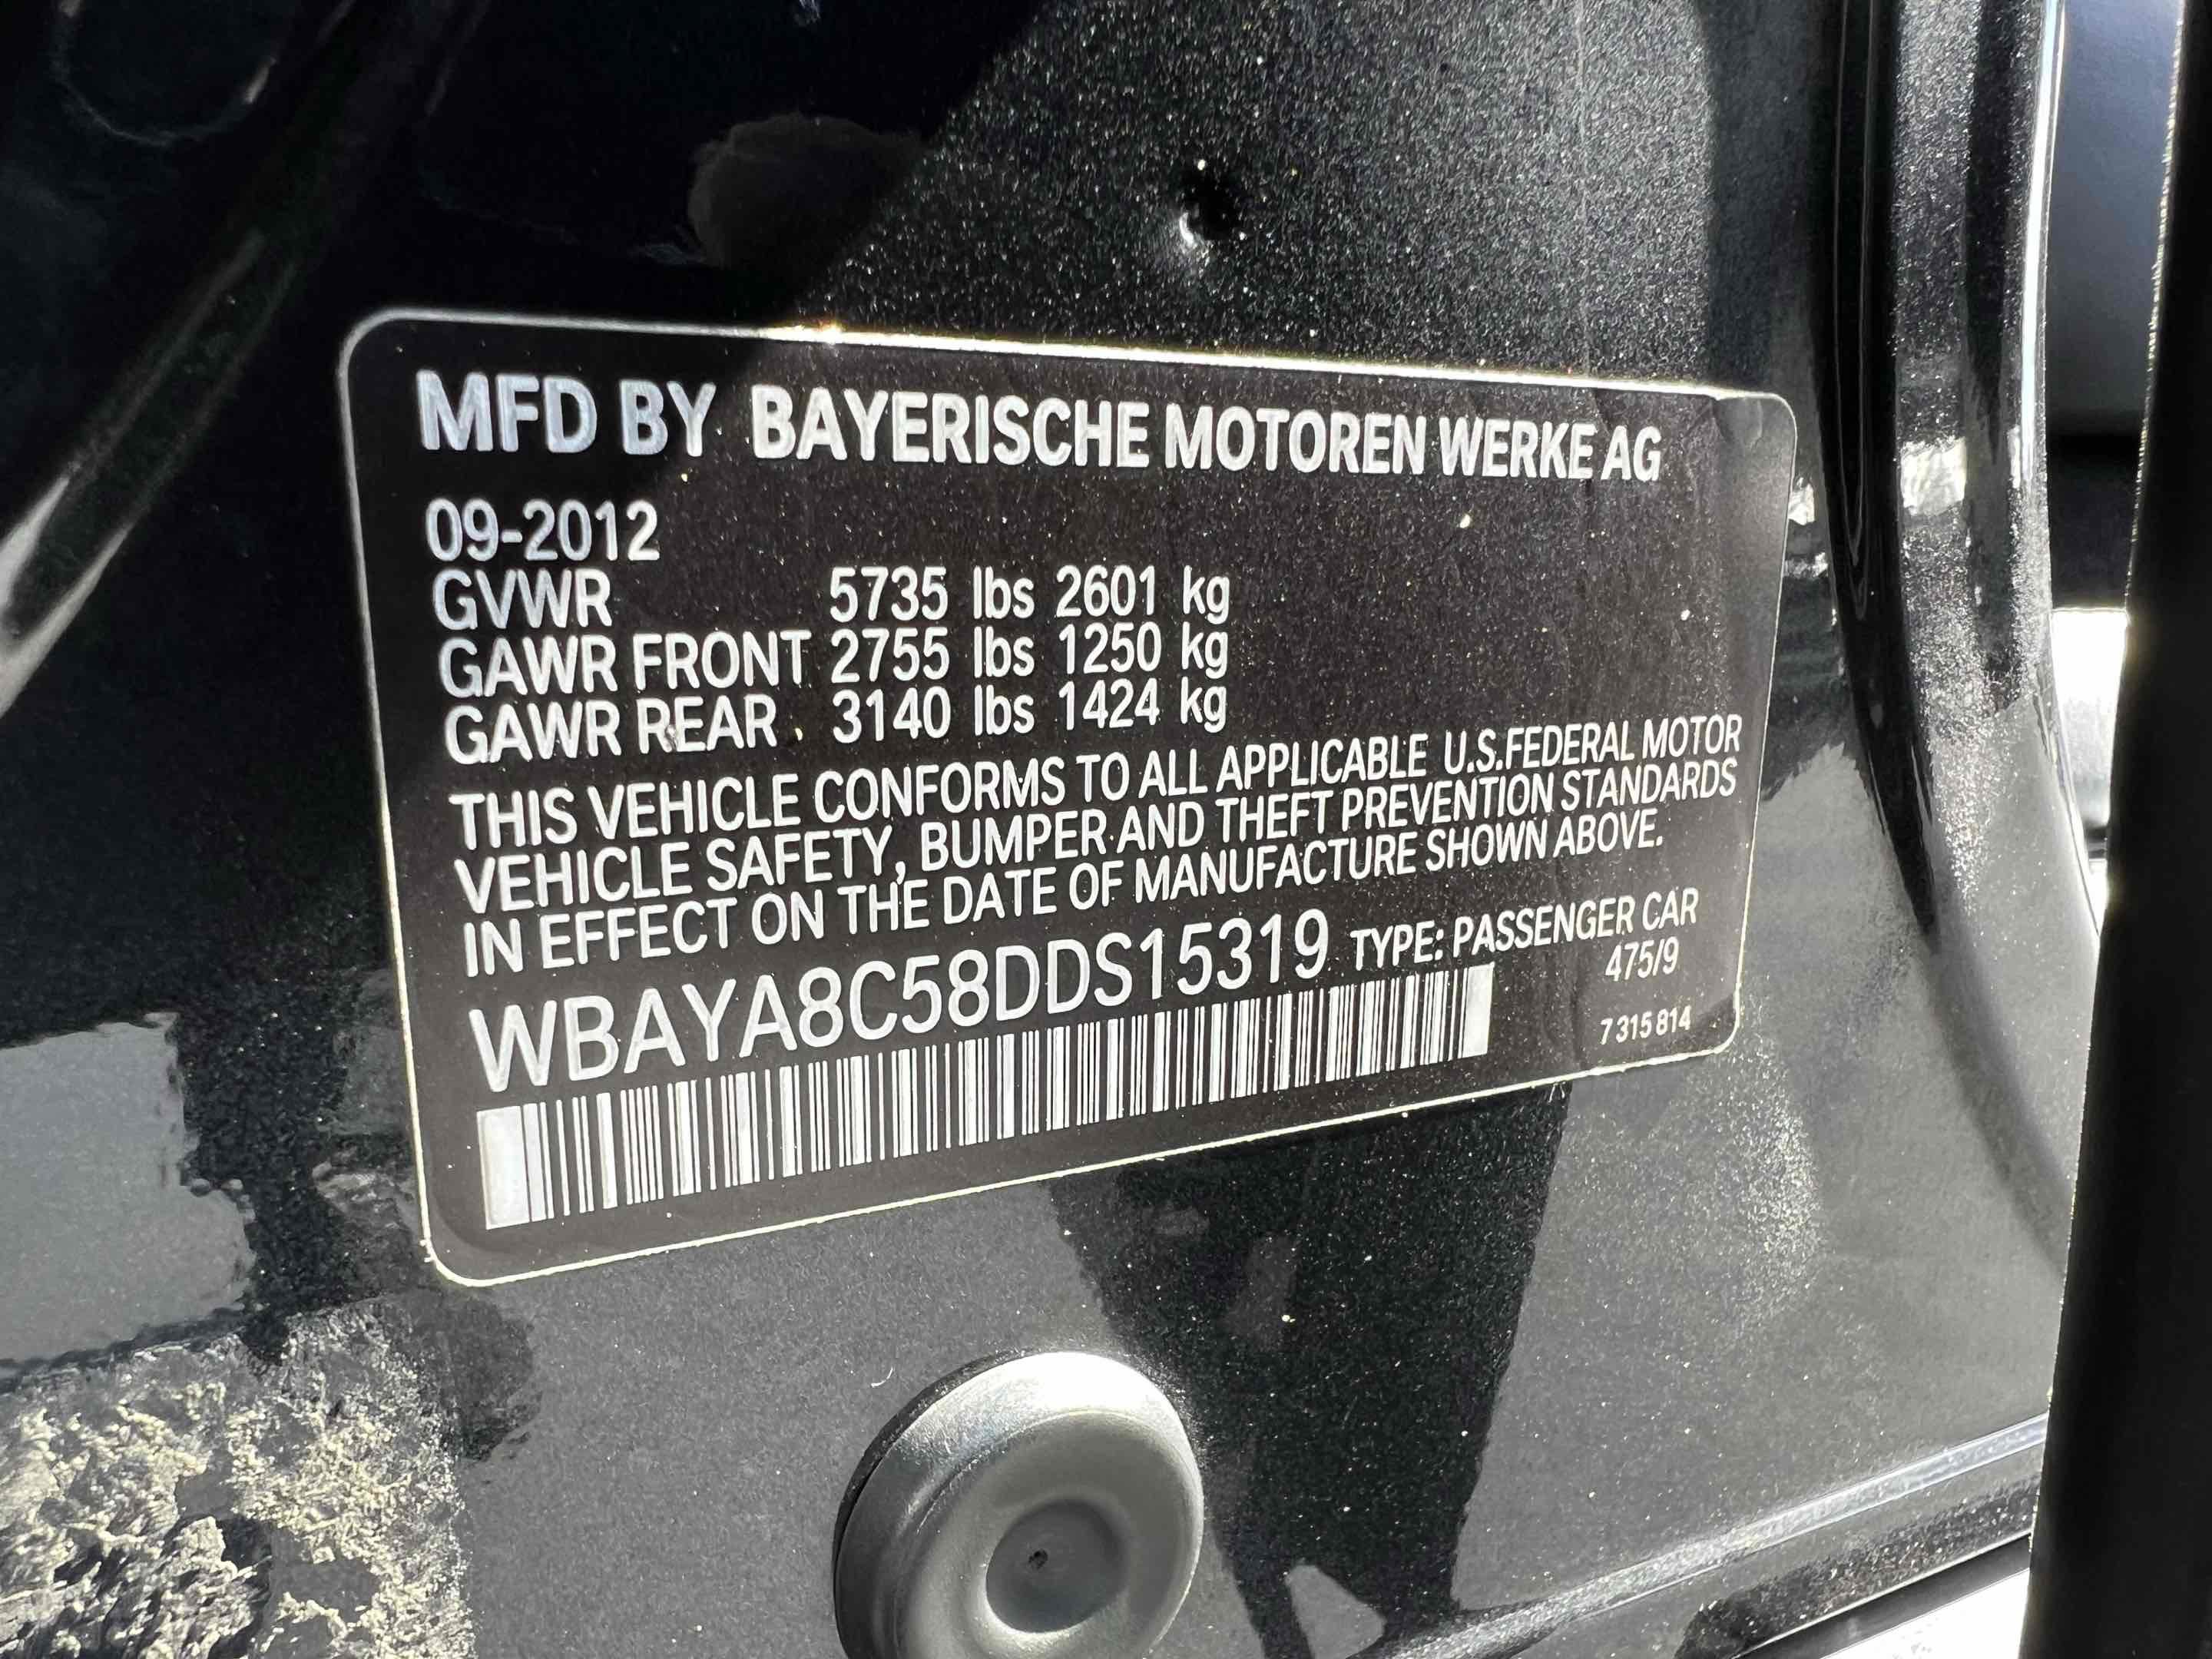 MFD BY BAYERISCHE MOTOREN WERKE AG
09-2012
GVWR 5735 lbs 2601 kg
GAWR FRONT 2755 lbs 1250 kg
GAWR REAR 3140 lbs 1424 kg
THIS VEHICLE CONFORMS TO ALL APPLICABLE U.S.FEDERAL MOTOR
VEHICLE SAFETY, BUMPER AND THEFT PREVENTION STANDARDS
IN EFFECT ON THE DATE OF MANUFACTURE SHOWN ABOVE.
WBAYA8C58DDS15319 TYPE: PASSENGER CAR
475/9
7 315 814